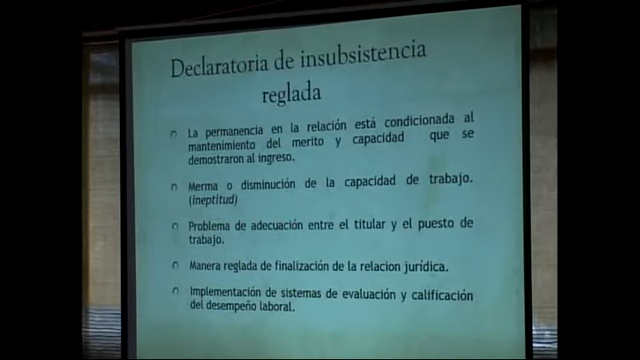 Declaratoria de insubsistencia
reglada
La permanencia en la relación está condicionada al
mantenimiento del merito y capacidad que se
demostraron al ingreso.
Merma o disminución de la capacidad de trabajo.
(ineptitud)
Problema de adecuación entre el titular y el puesto de
trabajo.
Manera reglada de finalización de la relacion jurídica.
Implementación de sistemas de evaluación y calificación
del desempeño laboral.